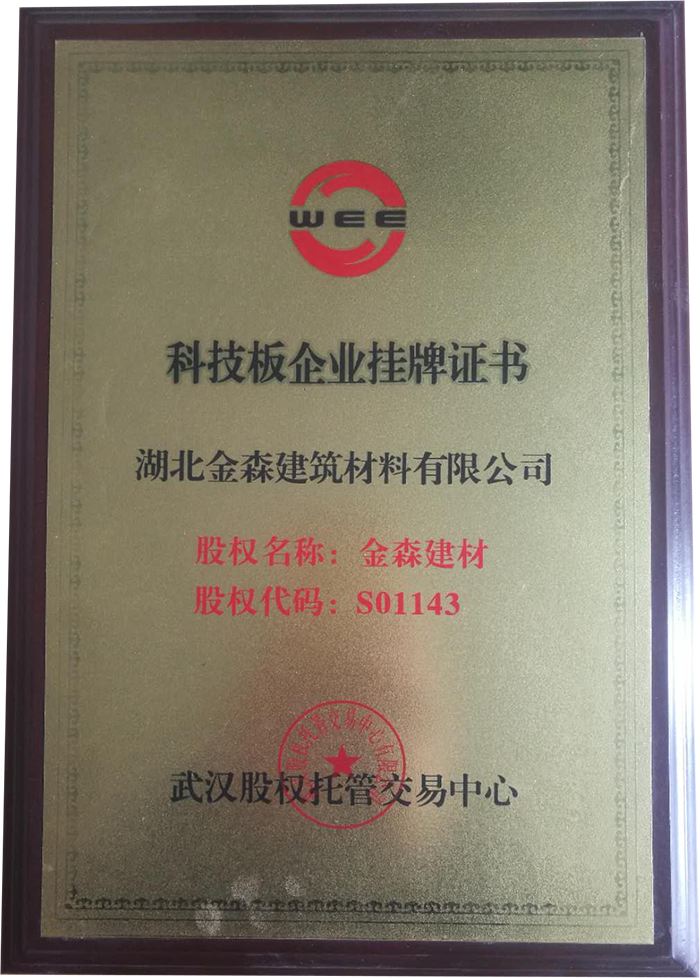 WEE
科技板企业挂牌证书
湖北金森建筑材料有限公司
股权名称：金森建材
股权代码：S01143
武汉股权托管交易中心